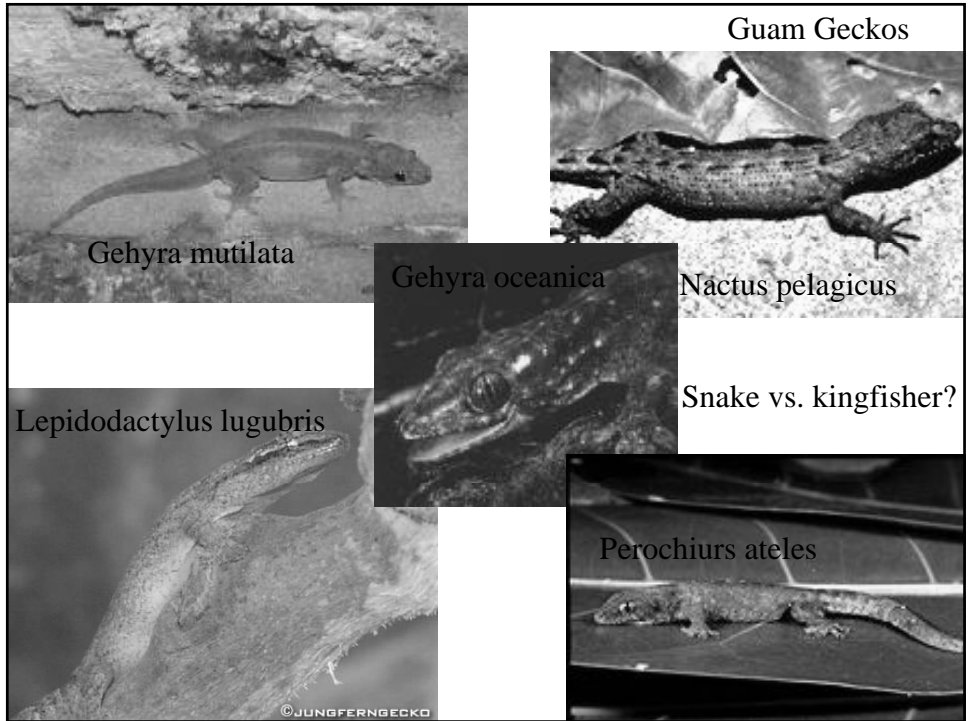 Guam Geckos
Gehyra mutilata
Gehyra oceanica
Nactus pelagicus
Snake vs. kingfisher?
Lepidodactylus lugubris
Perochiurs ateles
©JUNGFERNGECKO